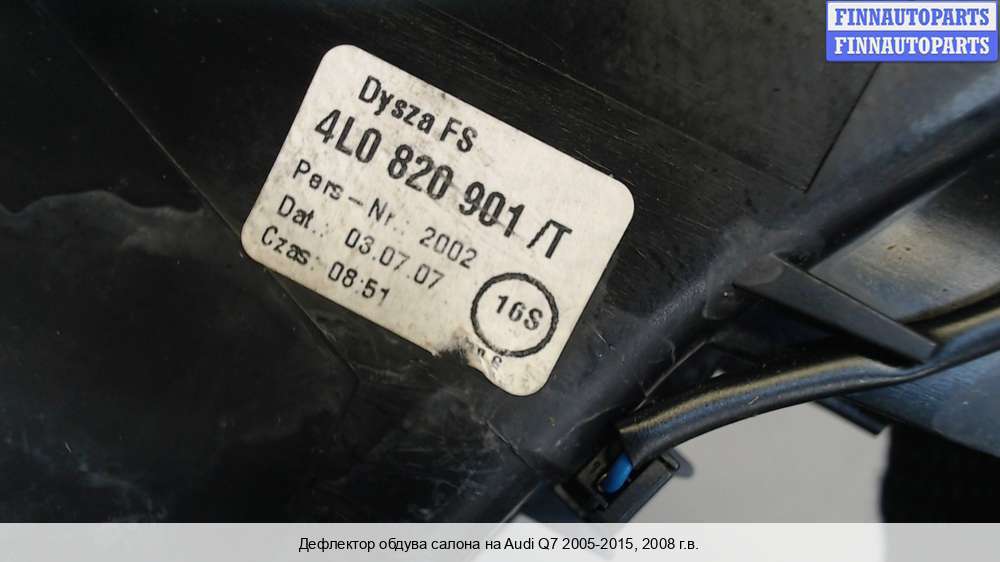 FINNAUTOPARTS
FINNAUTOPARTS
Dysza FS
4L0 820 901 /T
Pers-Nr.: 2002
Dat.: 03.07.07
Czas: 08:51
16S
Дефлектор обдува салона на Audi Q7 2005-2015, 2008 г.в.